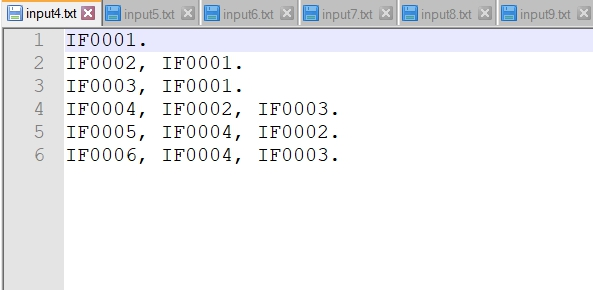 input4.txt input5.txt input6.txt input7.txt input8.txt input9.txt
1 IF0001.
2 IF0002, IF0001.
3 IF0003, IF0001.
4 IF0004, IF0002, IF0003.
5 IF0005, IF0004, IF0002.
6 IF0006, IF0004, IF0003.